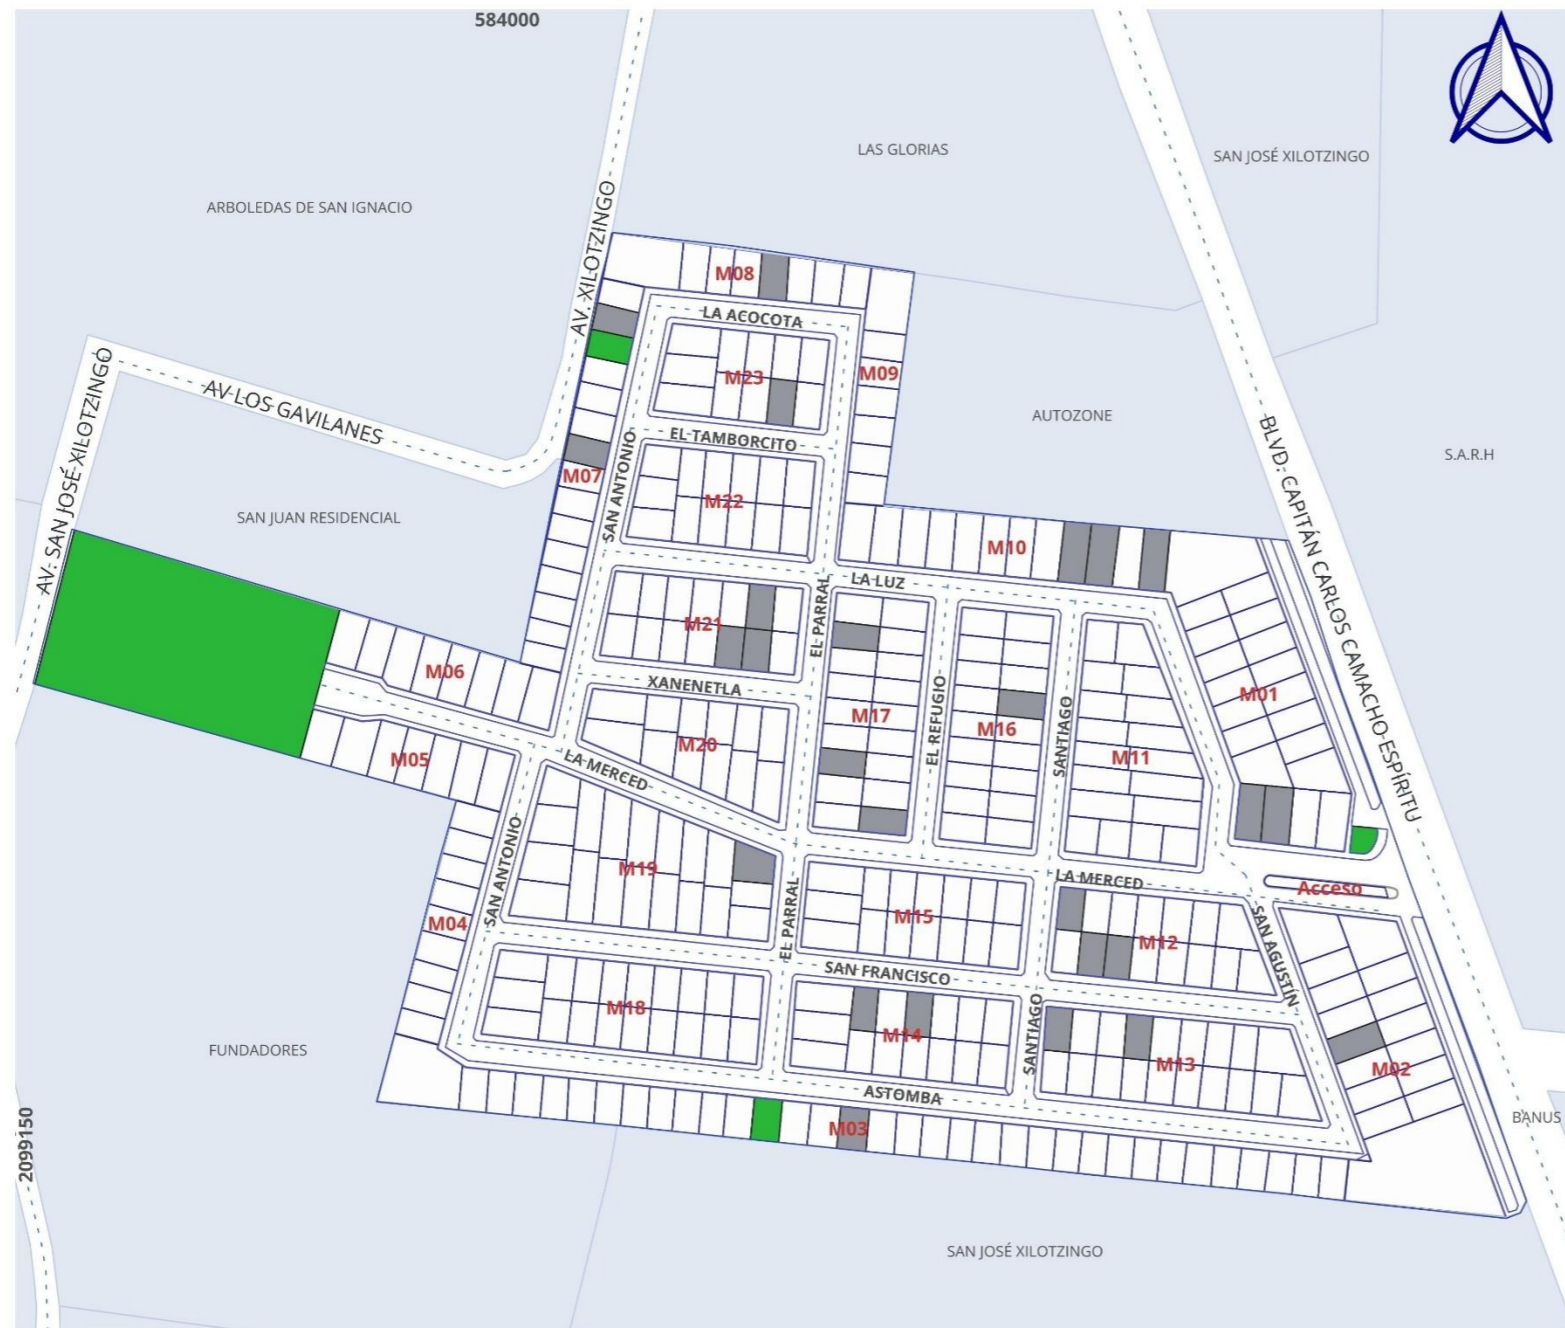 584000
LAS GLORIAS
SAN JOSÉ XILOTZINGO
ARBOLEDAS DE SAN IGNACIO
AV. XILOTZINGO
M08
LA ACOCOTA
M23
M09
AV. SAN JOSÉ XILOTZINGO
AV LOS GAVILANES
AUTOZONE
BLVD. CAPITÁN CARLOS CAMACHO ESPÍRITU
S.A.R.H
EL TAMBORCITO
SAN ANTONIO
M07
M22
SAN JUAN RESIDENCIAL
M10
LA LUZ
M21
EL PARRAL
M06
XANENETLA
M17
EL REFUGIO
M16
SANTIAGO
M01
M05
LA MERCED
M20
M11
M19
SAN ANTONIO
M04
EL PARRAL
M15
LA MERCED
Acceso
M12
SAN AGUSTÍN
SAN FRANCISCO
M18
M14
SANTIAGO
M13
M02
FUNDADORES
ASTOMBA
M03
BANUS
2099150
SAN JOSÉ XILOTZINGO